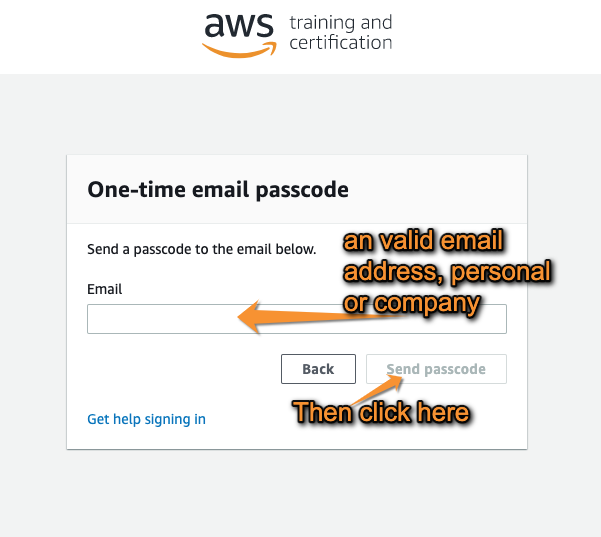 aws training and
certification
One-time email passcode
Send a passcode to the email below.
an valid email
address, personal
or company
Email
Back
Send passcode
Then click here
Get help signing in